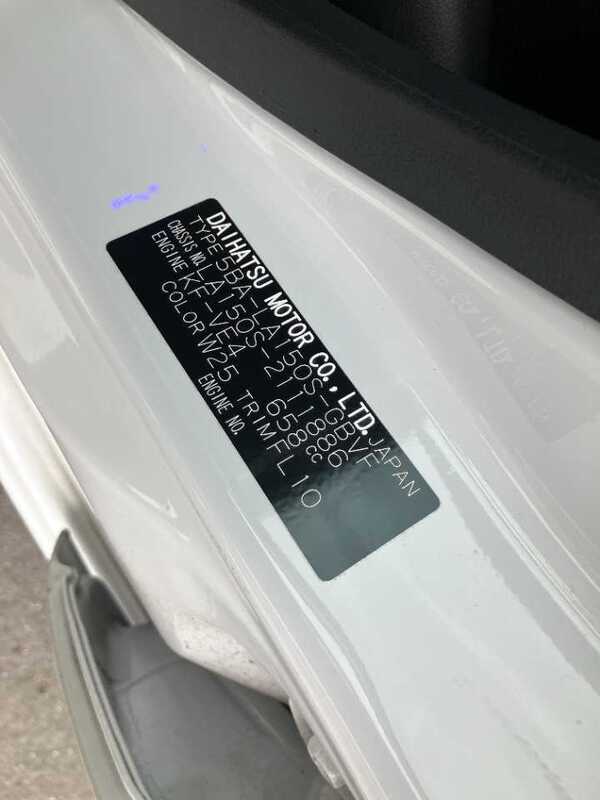 DAIHATSU MOTOR CO., LTD. JAPAN
TYPE 5BA-LA150S-GBVF
CHASSIS NO. LA150S-2111886
ENGINE KF-VE4 658cc
COLOR W25 TRIM FL10
ENGINE NO.